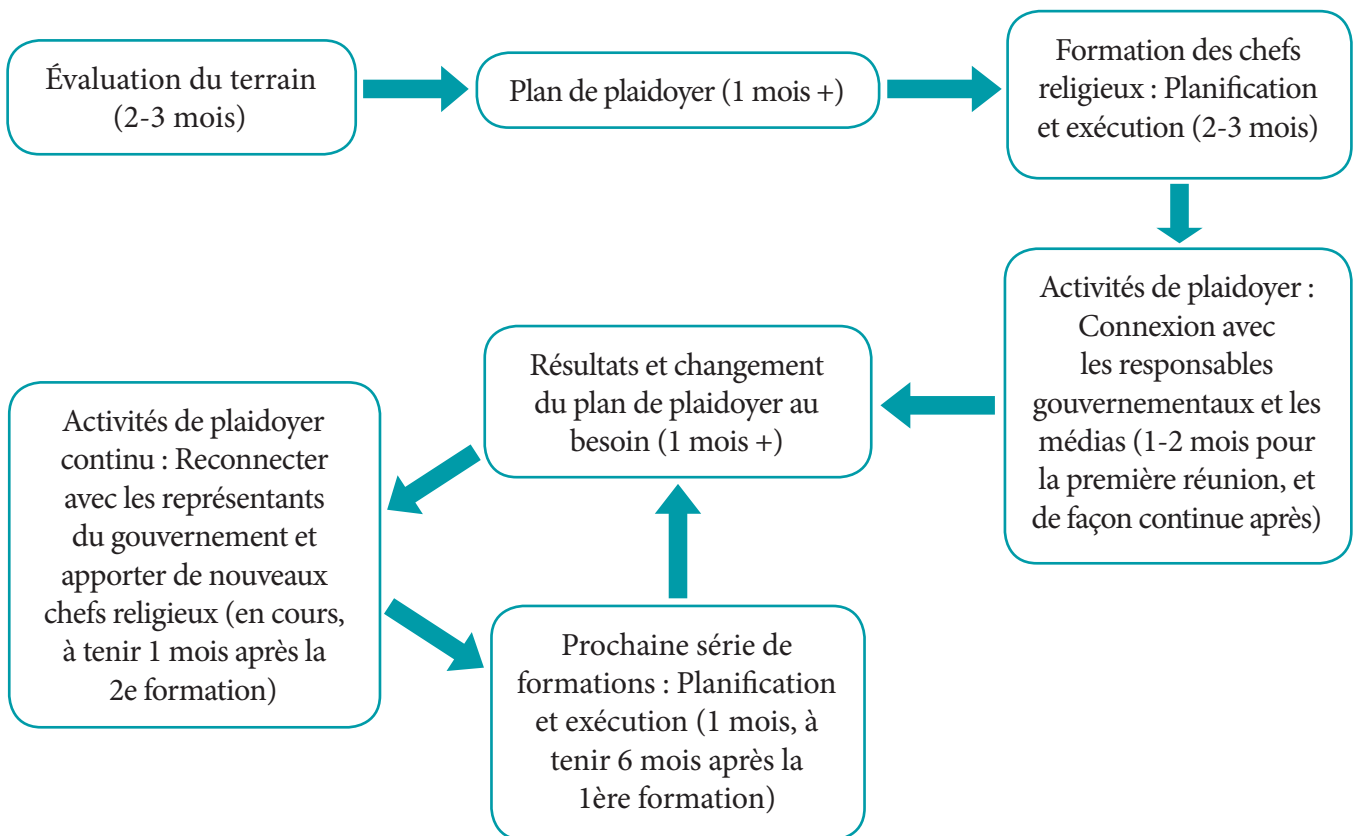 Évaluation du terrain
(2-3 mois)
Plan de plaidoyer (1 mois +)
Formation des chefs
religieux : Planification
et exécution (2-3 mois)
Activités de plaidoyer :
Connexion avec
les responsables
gouvernementaux et les
médias (1-2 mois pour
la première réunion, et
de façon continue après)
Résultats et changement
du plan de plaidoyer au
besoin (1 mois +)
Activités de plaidoyer
continu : Reconnecter
avec les représentants
du gouvernement et
apporter de nouveaux
chefs religieux (en cours,
à tenir 1 mois après la
2e formation)
Prochaine série de
formations : Planification
et exécution (1 mois, à
tenir 6 mois après la
1ère formation)